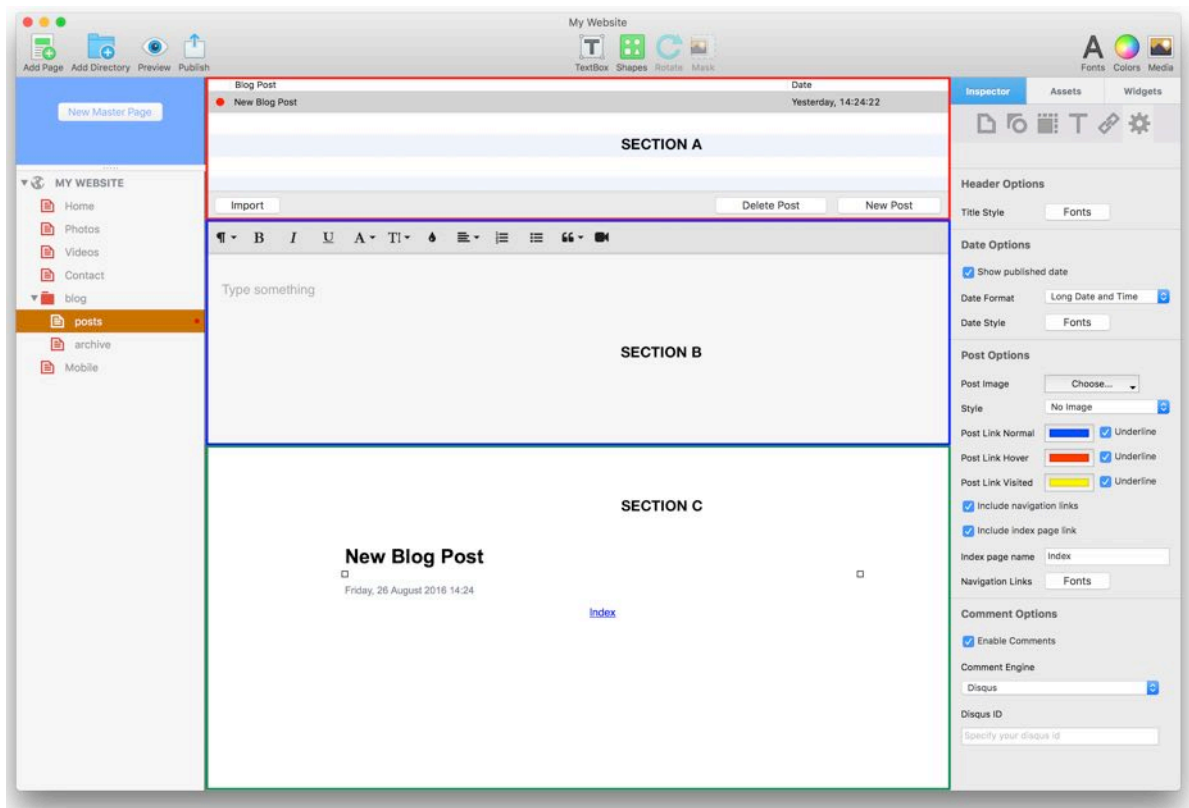 My Website
Add Page Add Directory Preview Publish
TextBox Shapes Rotate Mask
Fonts Colors Media
New Master Page
MY WEBSITE
Home
Photos
Videos
Contact
blog
posts
archive
Mobile
Blog Post Date
New Blog Post Yesterday, 14:24:22
SECTION A
Import Delete Post New Post
B I U A TI
Type something
SECTION B
SECTION C
New Blog Post
Friday, 26 August 2016 14:24
Index
Inspector Assets Widgets
Header Options
Title Style Fonts
Date Options
Show published date
Date Format Long Date and Time
Date Style Fonts
Post Options
Post Image Choose...
Style No Image
Post Link Normal Underline
Post Link Hover Underline
Post Link Visited Underline
Include navigation links
Include index page link
Index page name Index
Navigation Links Fonts
Comment Options
Enable Comments
Comment Engine
Disqus
Disqus ID
Specify your disqus id